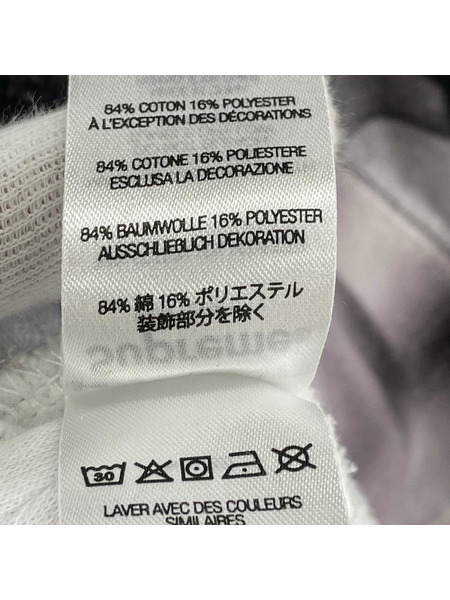 84% COTON 16% POLYESTER
À L'EXCEPTION DES DÉCORATIONS
84% COTONE 16% POLIESTERE
ESCLUSA LA DECORAZIONE
84% BAUMWOLLE 16% POLYESTER
AUSSCHLIEßLICH DEKORATION
84% 綿 16% ポリエステル
装飾部分を除く
30
LAVER AVEC DES COULEURS
SIMILAIRES